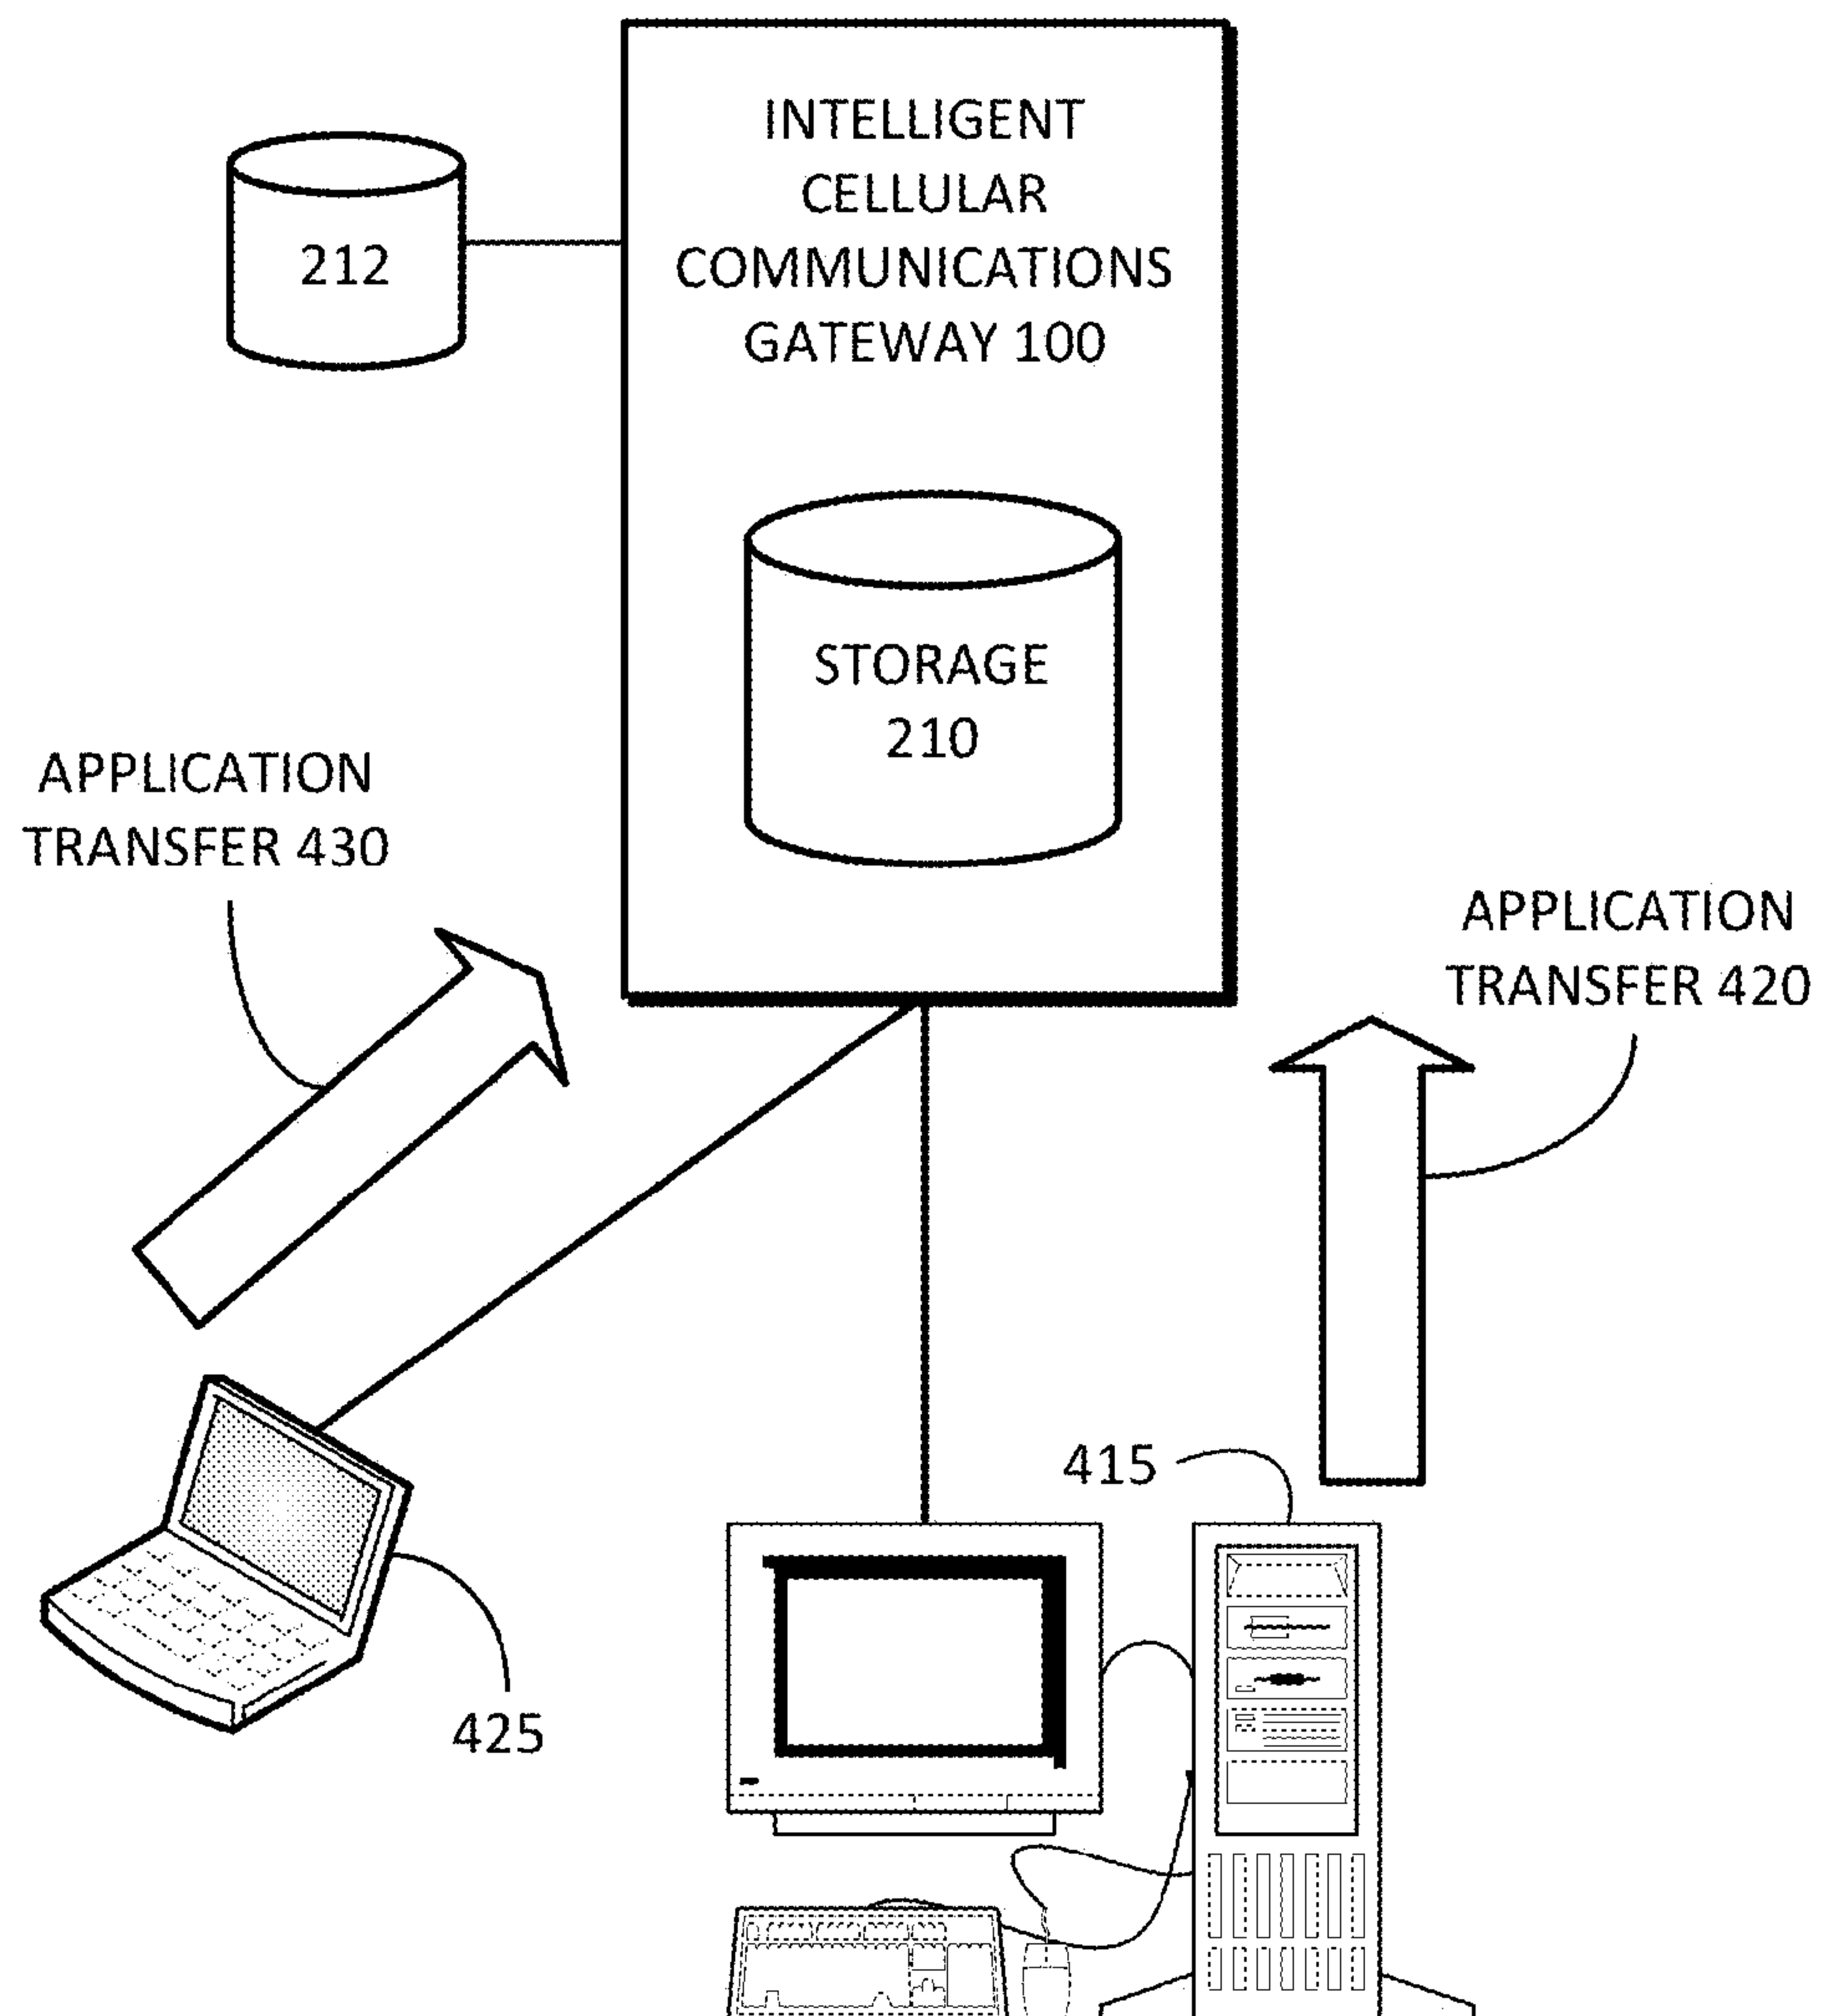 INTELLIGENT
CELLULAR
COMMUNICATIONS
GATEWAY 100
212
STORAGE
210
APPLICATION
TRANSFER 430
APPLICATION
TRANSFER 420
415
425